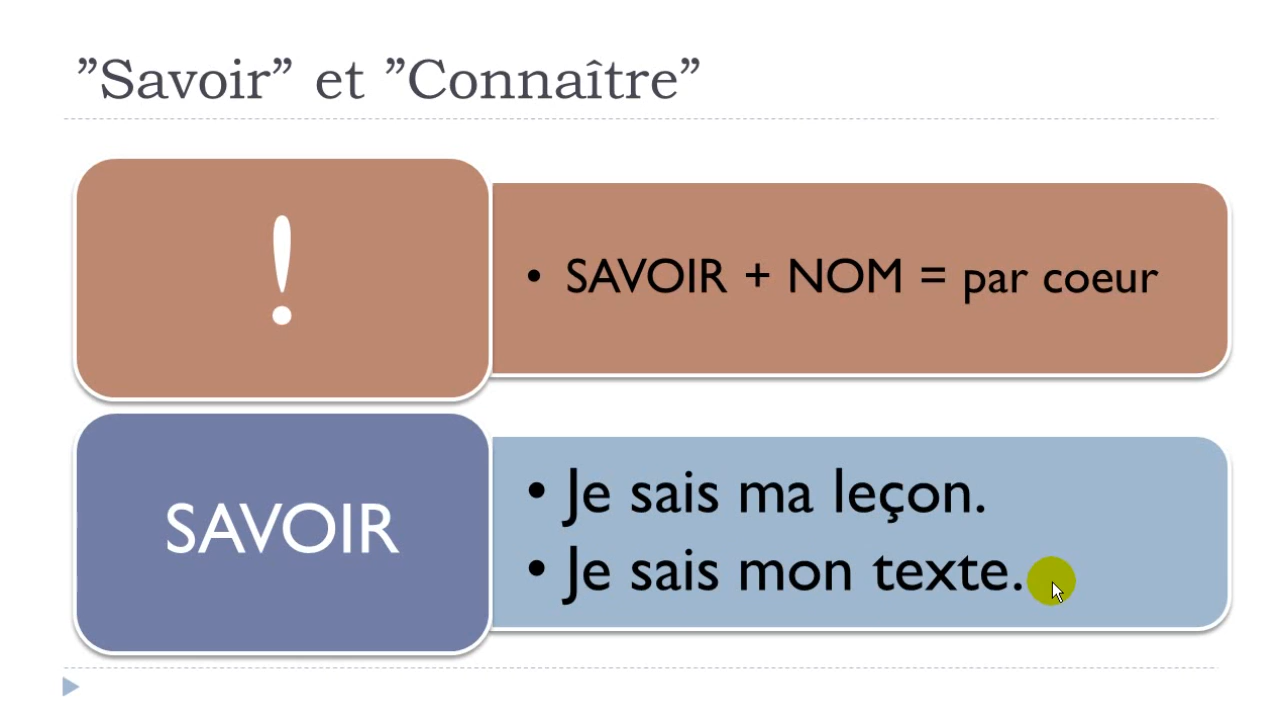 ”Savoir” et ”Connaître”
!
• SAVOIR + NOM = par coeur
SAVOIR
• Je sais ma leçon.
• Je sais mon texte.